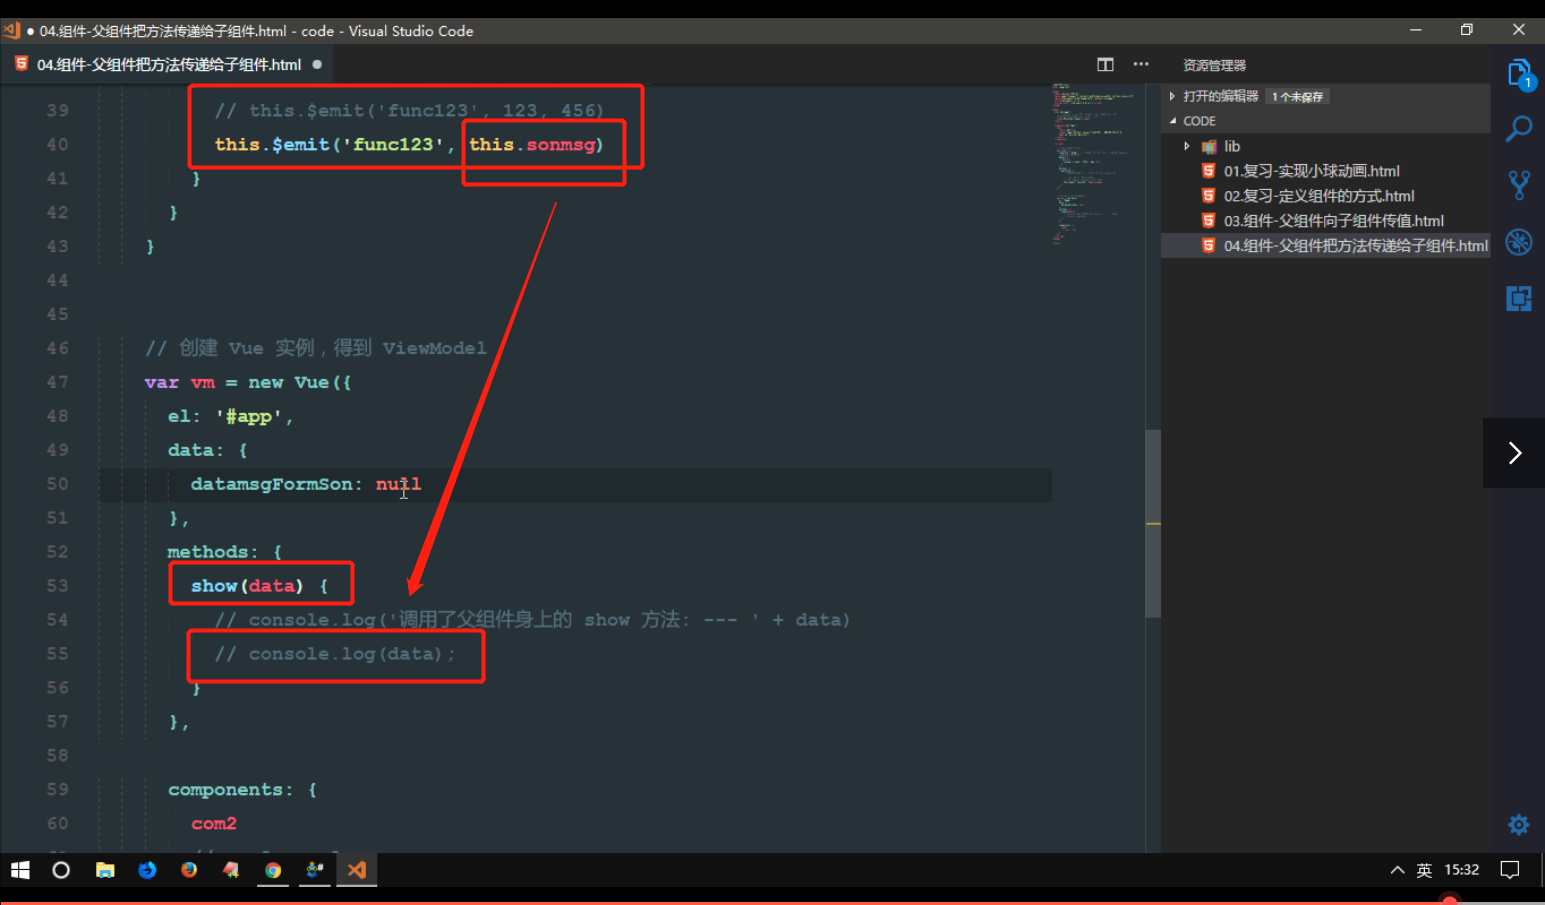 04.组件-父组件把方法传递给子组件.html - code - Visual Studio Code
04.组件-父组件把方法传递给子组件.html
资源管理器
39 // this.$emit('func123', 123, 456)
40 this.$emit('func123', this.sonmsg)
41 }
42 }
43 }
44
45
46 // 创建 Vue 实例，得到 ViewModel
47 var vm = new Vue({
48 el: '#app',
49 data: {
50 datamsgFormSon: null
51 },
52 methods: {
53 show(data) {
54 // console.log('调用了父组件身上的 show 方法: --- ' + data)
55 // console.log(data);
56 }
57 },
58
59 components: {
60 com2
打开的编辑器 1 个未保存
CODE
lib
01.复习-实现小球动画.html
02.复习-定义组件的方式.html
03.组件-父组件向子组件传值.html
04.组件-父组件把方法传递给子组件.html
1
英 15:32